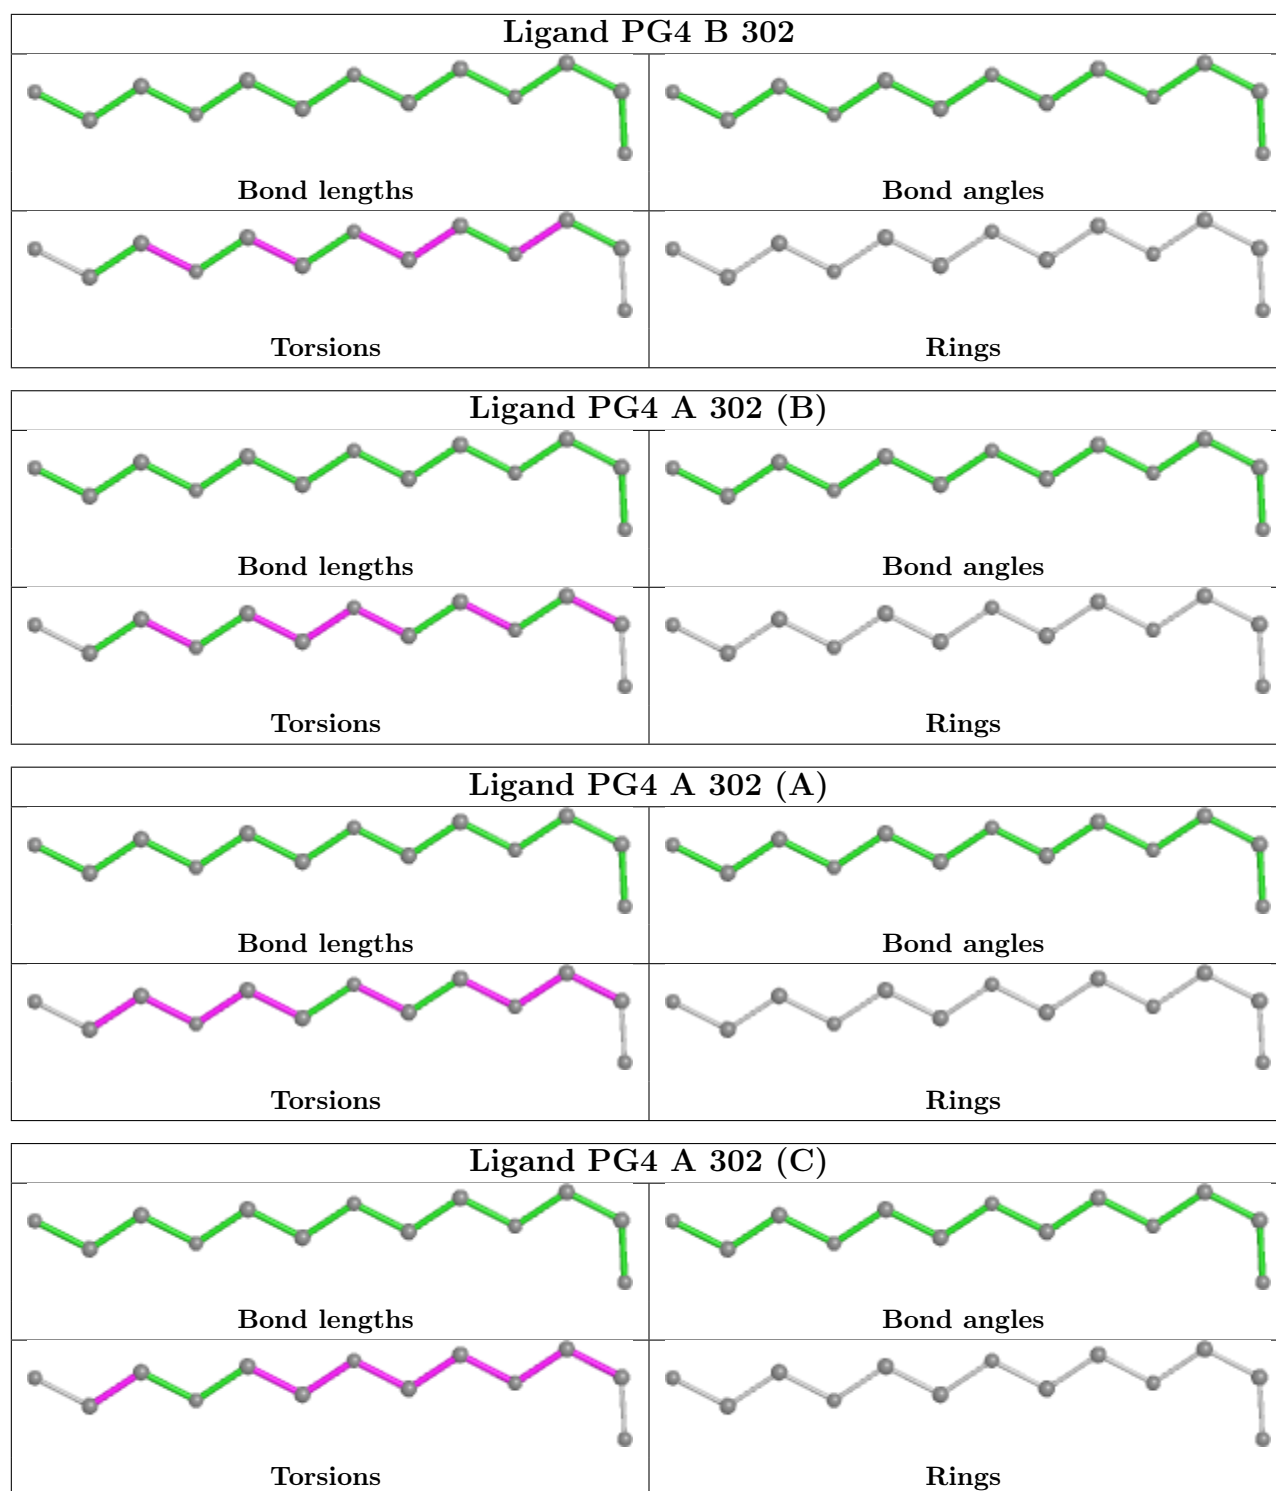 Ligand PG4 B 302
Bond lengths
Bond angles
Torsions
Rings
Ligand PG4 A 302 (B)
Bond lengths
Bond angles
Torsions
Rings
Ligand PG4 A 302 (A)
Bond lengths
Bond angles
Torsions
Rings
Ligand PG4 A 302 (C)
Bond lengths
Bond angles
Torsions
Rings